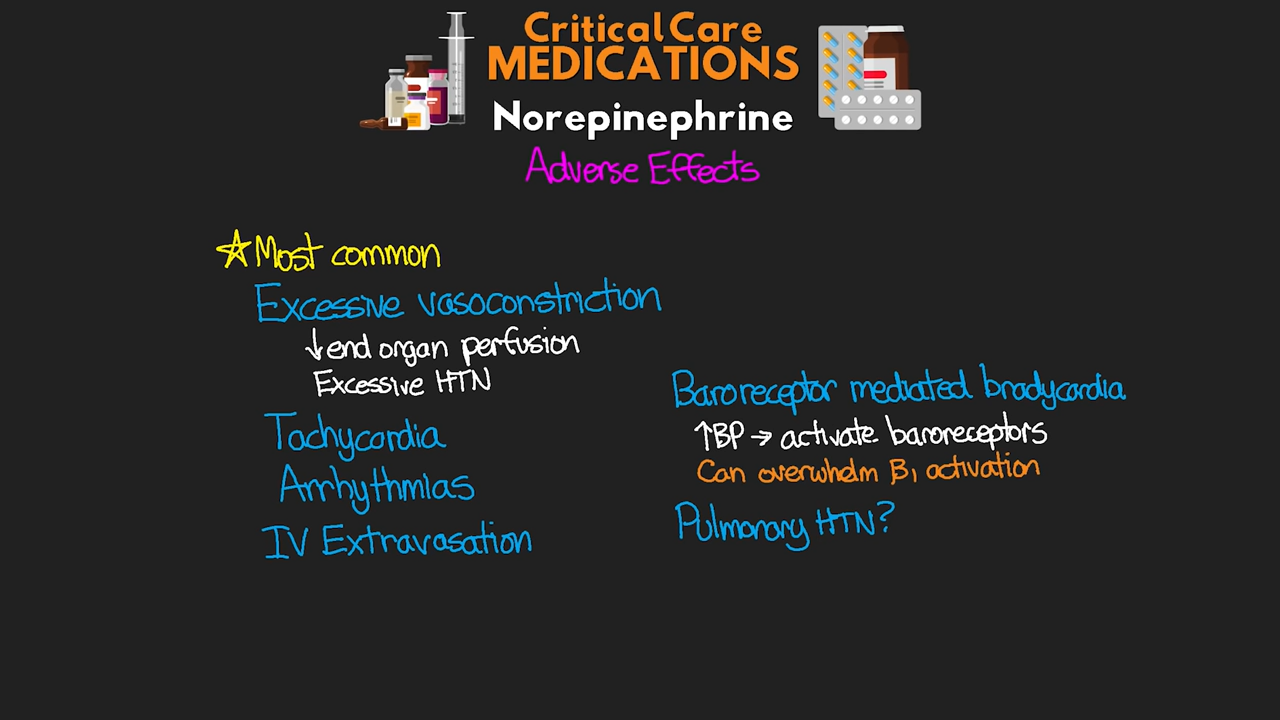 Critical Care
MEDICATIONS
Norepinephrine
Adverse Effects
☆Most common
Excessive vasoconstriction
↓end organ perfusion
Excessive HTN
Tachycardia
Arrhythmias
IV Extravasation
Baroreceptor mediated bradycardia
↑BP → activate baroreceptors
Can overwhelm B₁ activation
Pulmonary HTN?